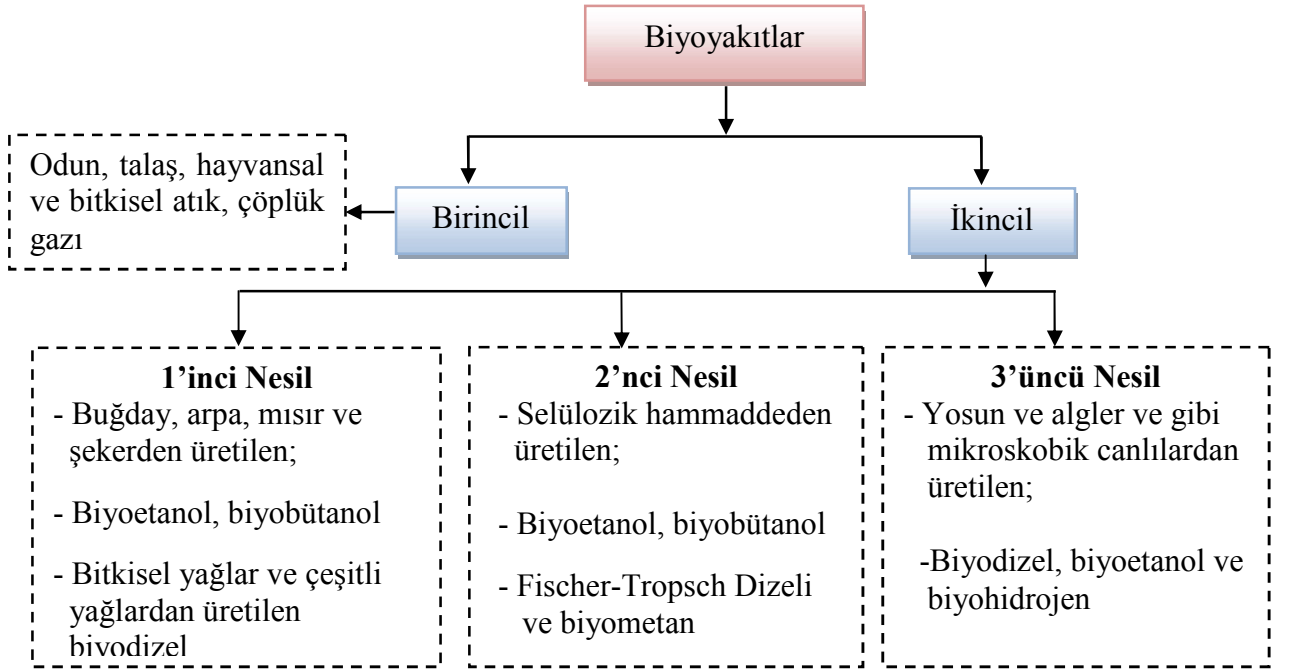 Biyoyakıtlar
Odun, talaş, hayvansal
ve bitkisel atık, çöplük
gazı
Birincil
İkincil
1’inci Nesil
- Buğday, arpa, mısır ve
şekerden üretilen;
- Biyoetanol, biyobütanol
- Bitkisel yağlar ve çeşitli
yağlardan üretilen
biyodizel
2’nci Nesil
- Selülozik hammaddeden
üretilen;
- Biyoetanol, biyobütanol
- Fischer-Tropsch Dizeli
ve biyometan
3’üncü Nesil
- Yosun ve algler ve gibi
mikroskobik canlılardan
üretilen;
-Biyodizel, biyoetanol ve
biyohidrojen